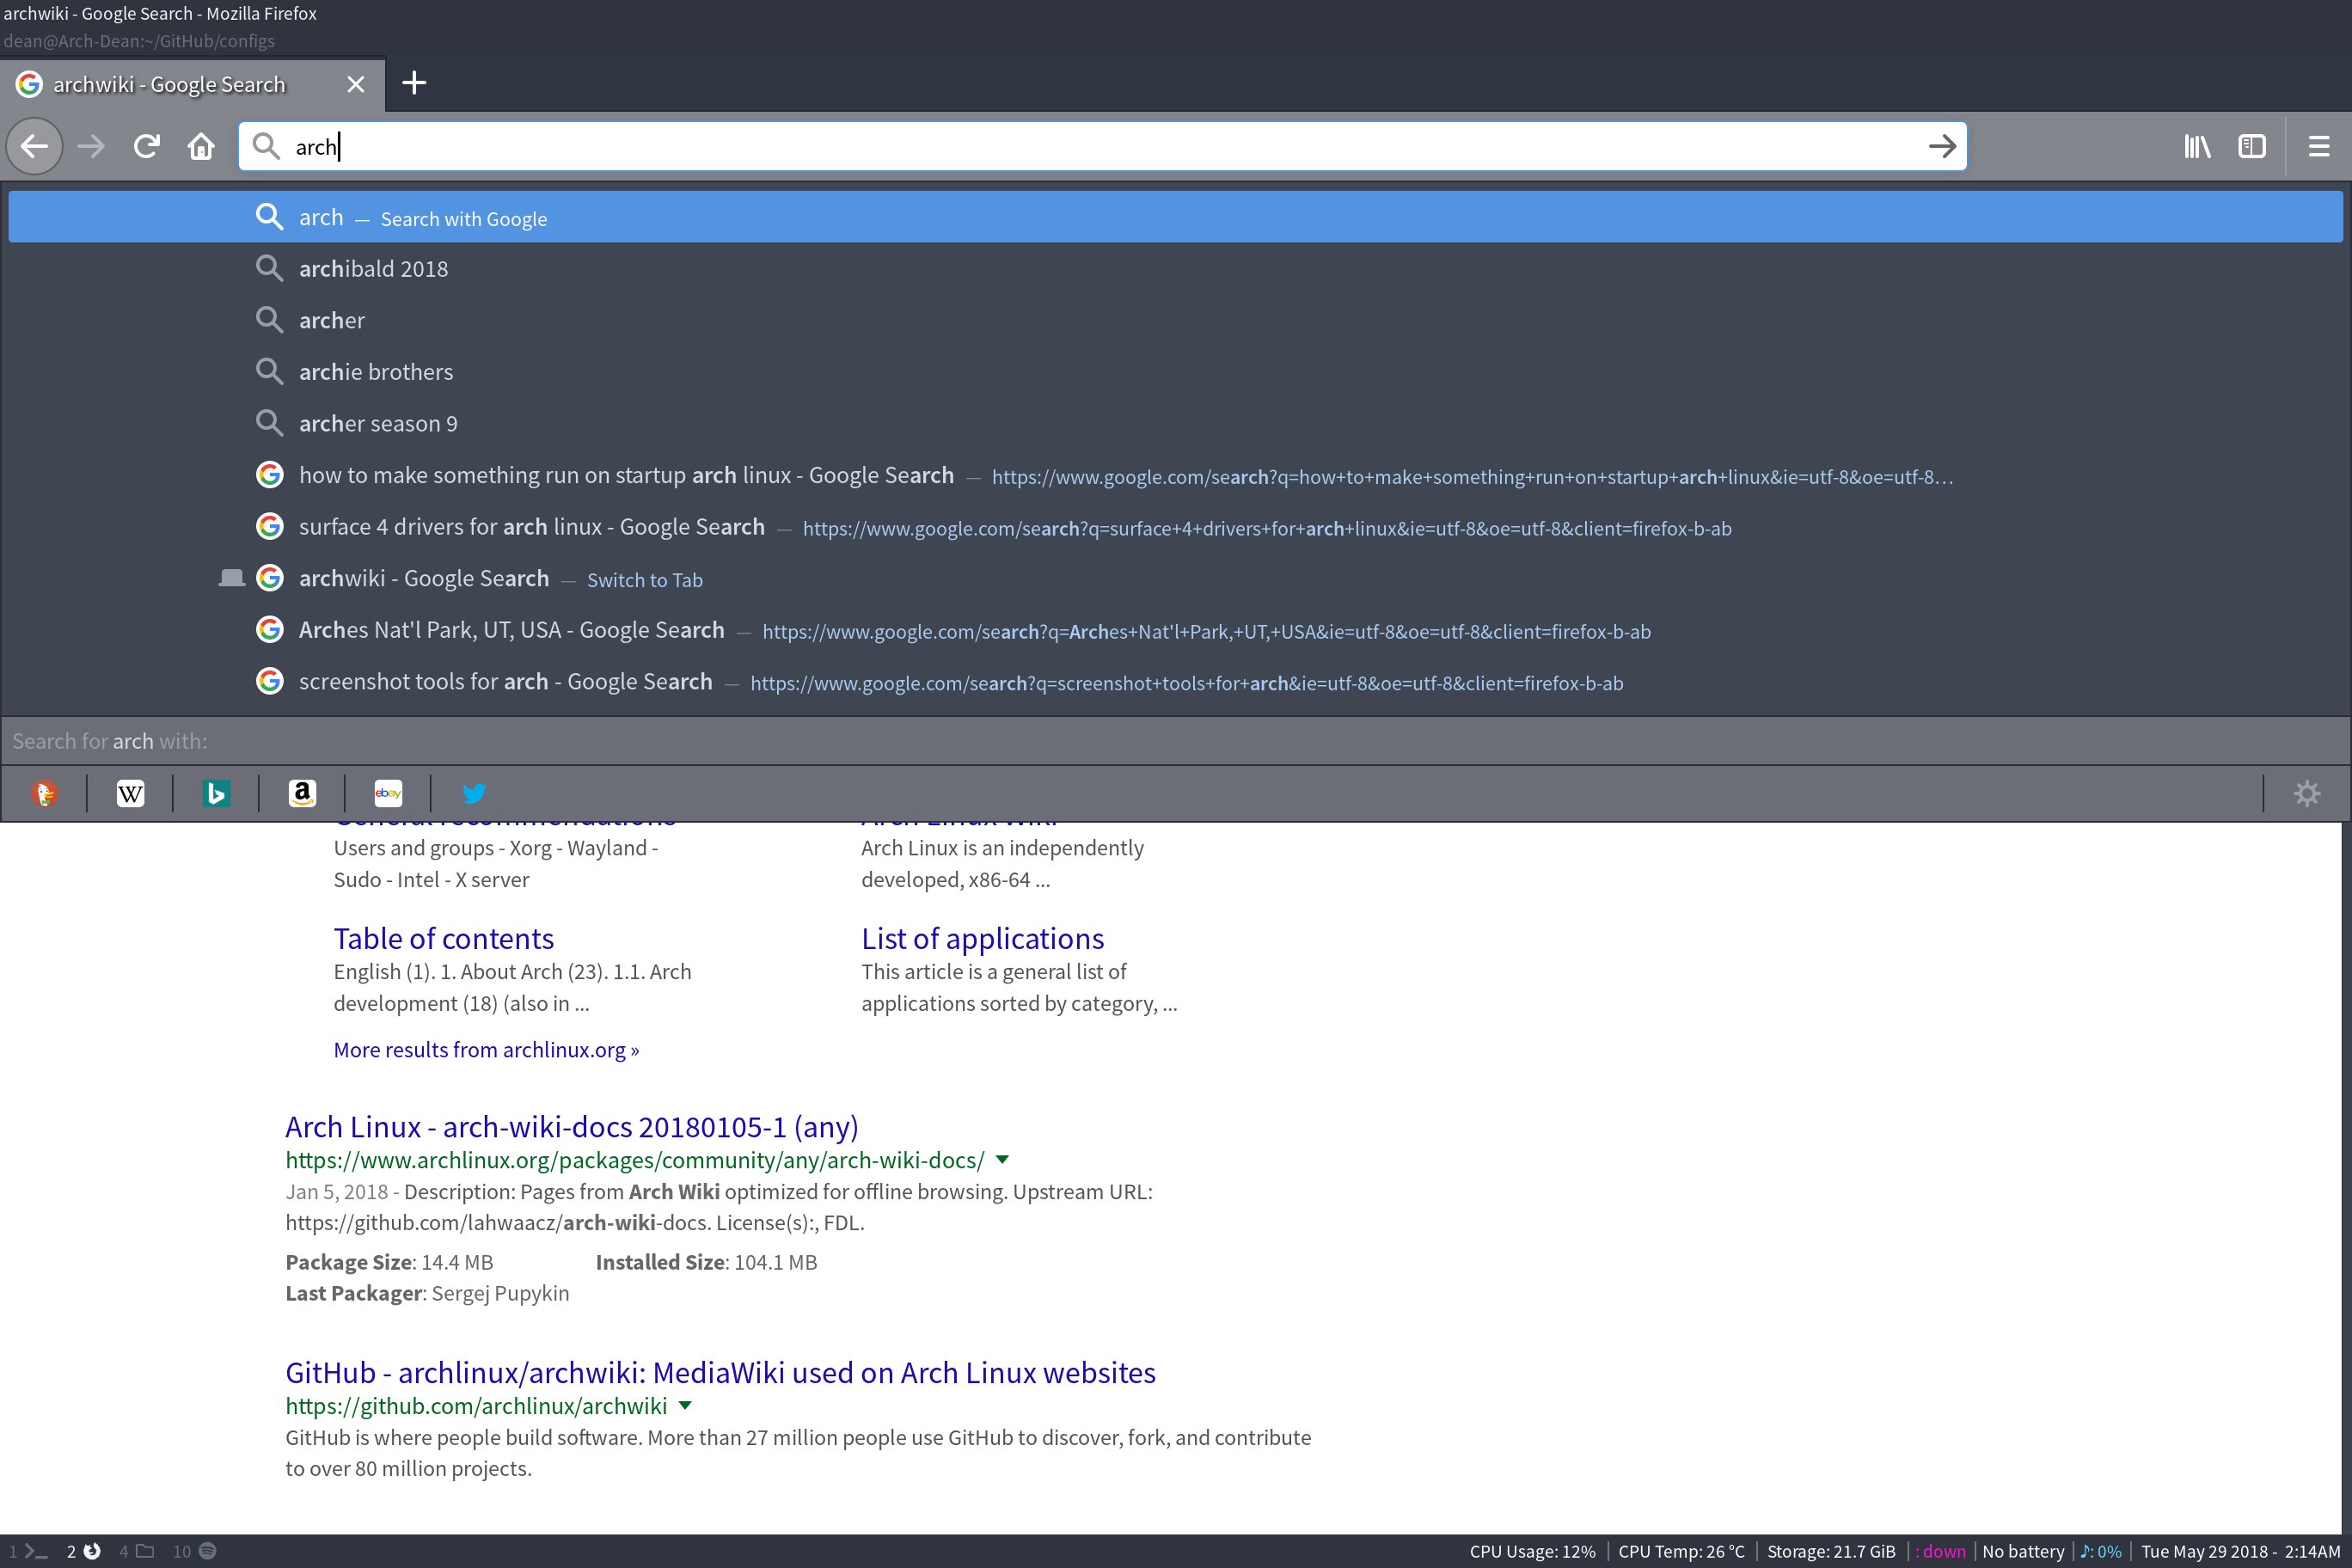 archwiki - Google Search - Mozilla Firefox
dean@Arch-Dean:~/GitHub/configs
archwiki - Google Search
arch
arch — Search with Google
archibald 2018
archer
archie brothers
archer season 9
how to make something run on startup arch linux - Google Search — https://www.google.com/search?q=how+to+make+something+run+on+startup+arch+linux&ie=utf-8&oe=utf-8…
surface 4 drivers for arch linux - Google Search — https://www.google.com/search?q=surface+4+drivers+for+arch+linux&ie=utf-8&oe=utf-8&client=firefox-b-ab
archwiki - Google Search — Switch to Tab
Arches Nat'l Park, UT, USA - Google Search — https://www.google.com/search?q=Arches+Nat'l+Park,+UT,+USA&ie=utf-8&oe=utf-8&client=firefox-b-ab
screenshot tools for arch - Google Search — https://www.google.com/search?q=screenshot+tools+for+arch&ie=utf-8&oe=utf-8&client=firefox-b-ab
Search for arch with:
W b a ebay
General recommendations
Users and groups - Xorg - Wayland -
Sudo - Intel - X server
Arch Linux Wiki
Arch Linux is an independently
developed, x86-64 ...
Table of contents
English (1). 1. About Arch (23). 1.1. Arch
development (18) (also in ...
List of applications
This article is a general list of
applications sorted by category, ...
More results from archlinux.org »
Arch Linux - arch-wiki-docs 20180105-1 (any)
https://www.archlinux.org/packages/community/any/arch-wiki-docs/
Jan 5, 2018 - Description: Pages from Arch Wiki optimized for offline browsing. Upstream URL:
https://github.com/lahwaacz/arch-wiki-docs. License(s):, FDL.
Package Size: 14.4 MB Installed Size: 104.1 MB
Last Packager: Sergej Pupykin
GitHub - archlinux/archwiki: MediaWiki used on Arch Linux websites
https://github.com/archlinux/archwiki
GitHub is where people build software. More than 27 million people use GitHub to discover, fork, and contribute
to over 80 million projects.
1 2 4 10 CPU Usage: 12% | CPU Temp: 26 °C | Storage: 21.7 GiB | : down | No battery | ♪: 0% | Tue May 29 2018 - 2:14AM